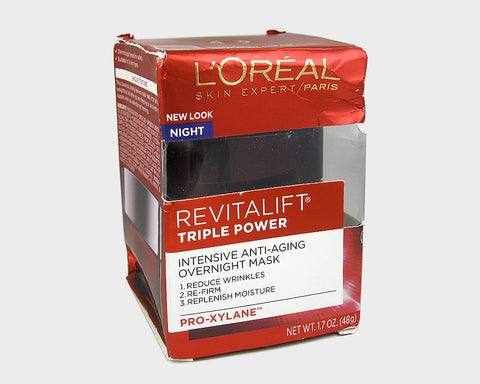 L'ORÉAL
SKIN EXPERT/PARIS
NEW LOOK
NIGHT
REVITALIFT®
TRIPLE POWER
INTENSIVE ANTI-AGING
OVERNIGHT MASK
1. REDUCE WRINKLES
2. RE-FIRM
3. REPLENISH MOISTURE
PRO-XYLANE™
NET WT. 1.7 OZ. (48g)